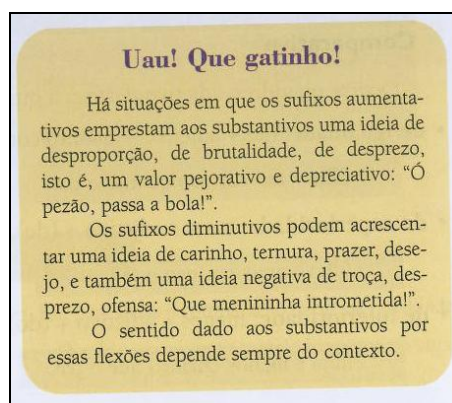 Uau! Que gatinho!
Há situações em que os sufixos aumenta-
tivos emprestam aos substantivos uma ideia de
desproporção, de brutalidade, de desprezo,
isto é, um valor pejorativo e depreciativo: “Ó
pezão, passa a bola!”.
Os sufixos diminutivos podem acrescen-
tar uma ideia de carinho, ternura, prazer, dese-
jo, e também uma ideia negativa de troça, des-
prezo, ofensa: “Que menininha intrometida!”.
O sentido dado aos substantivos por
essas flexões depende sempre do contexto.